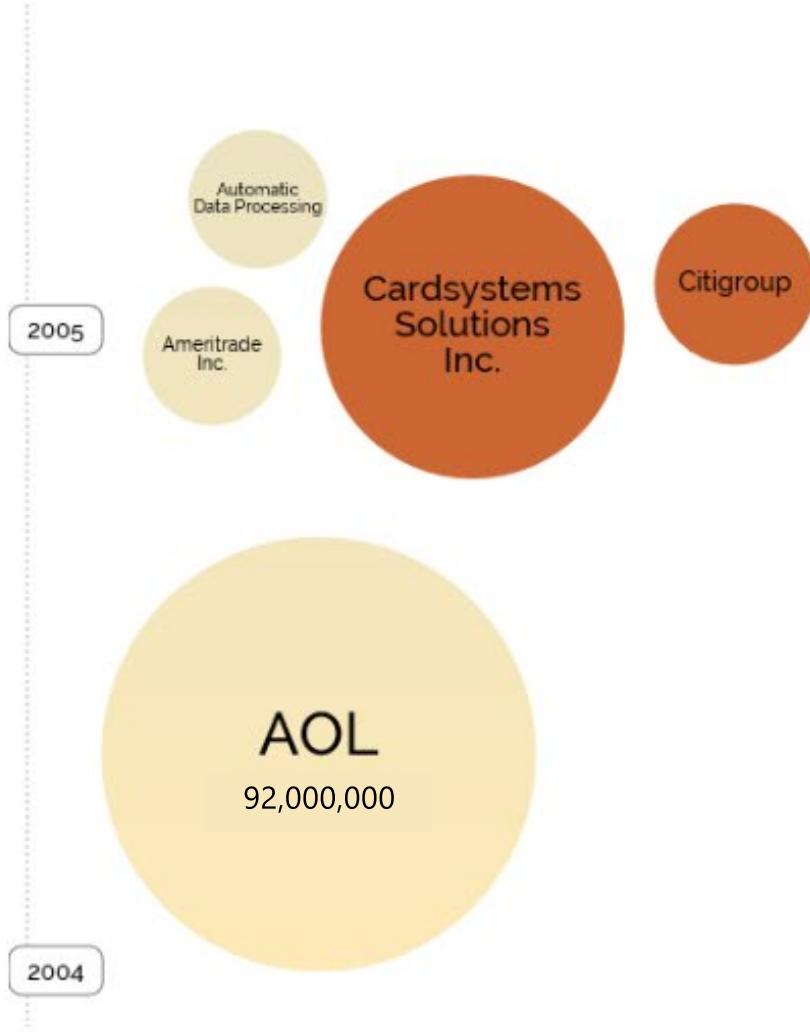 Automatic
Data Processing
Cardsystems
Solutions
Inc.
Citigroup
2005
Ameritrade
Inc.
AOL
92,000,000
2004